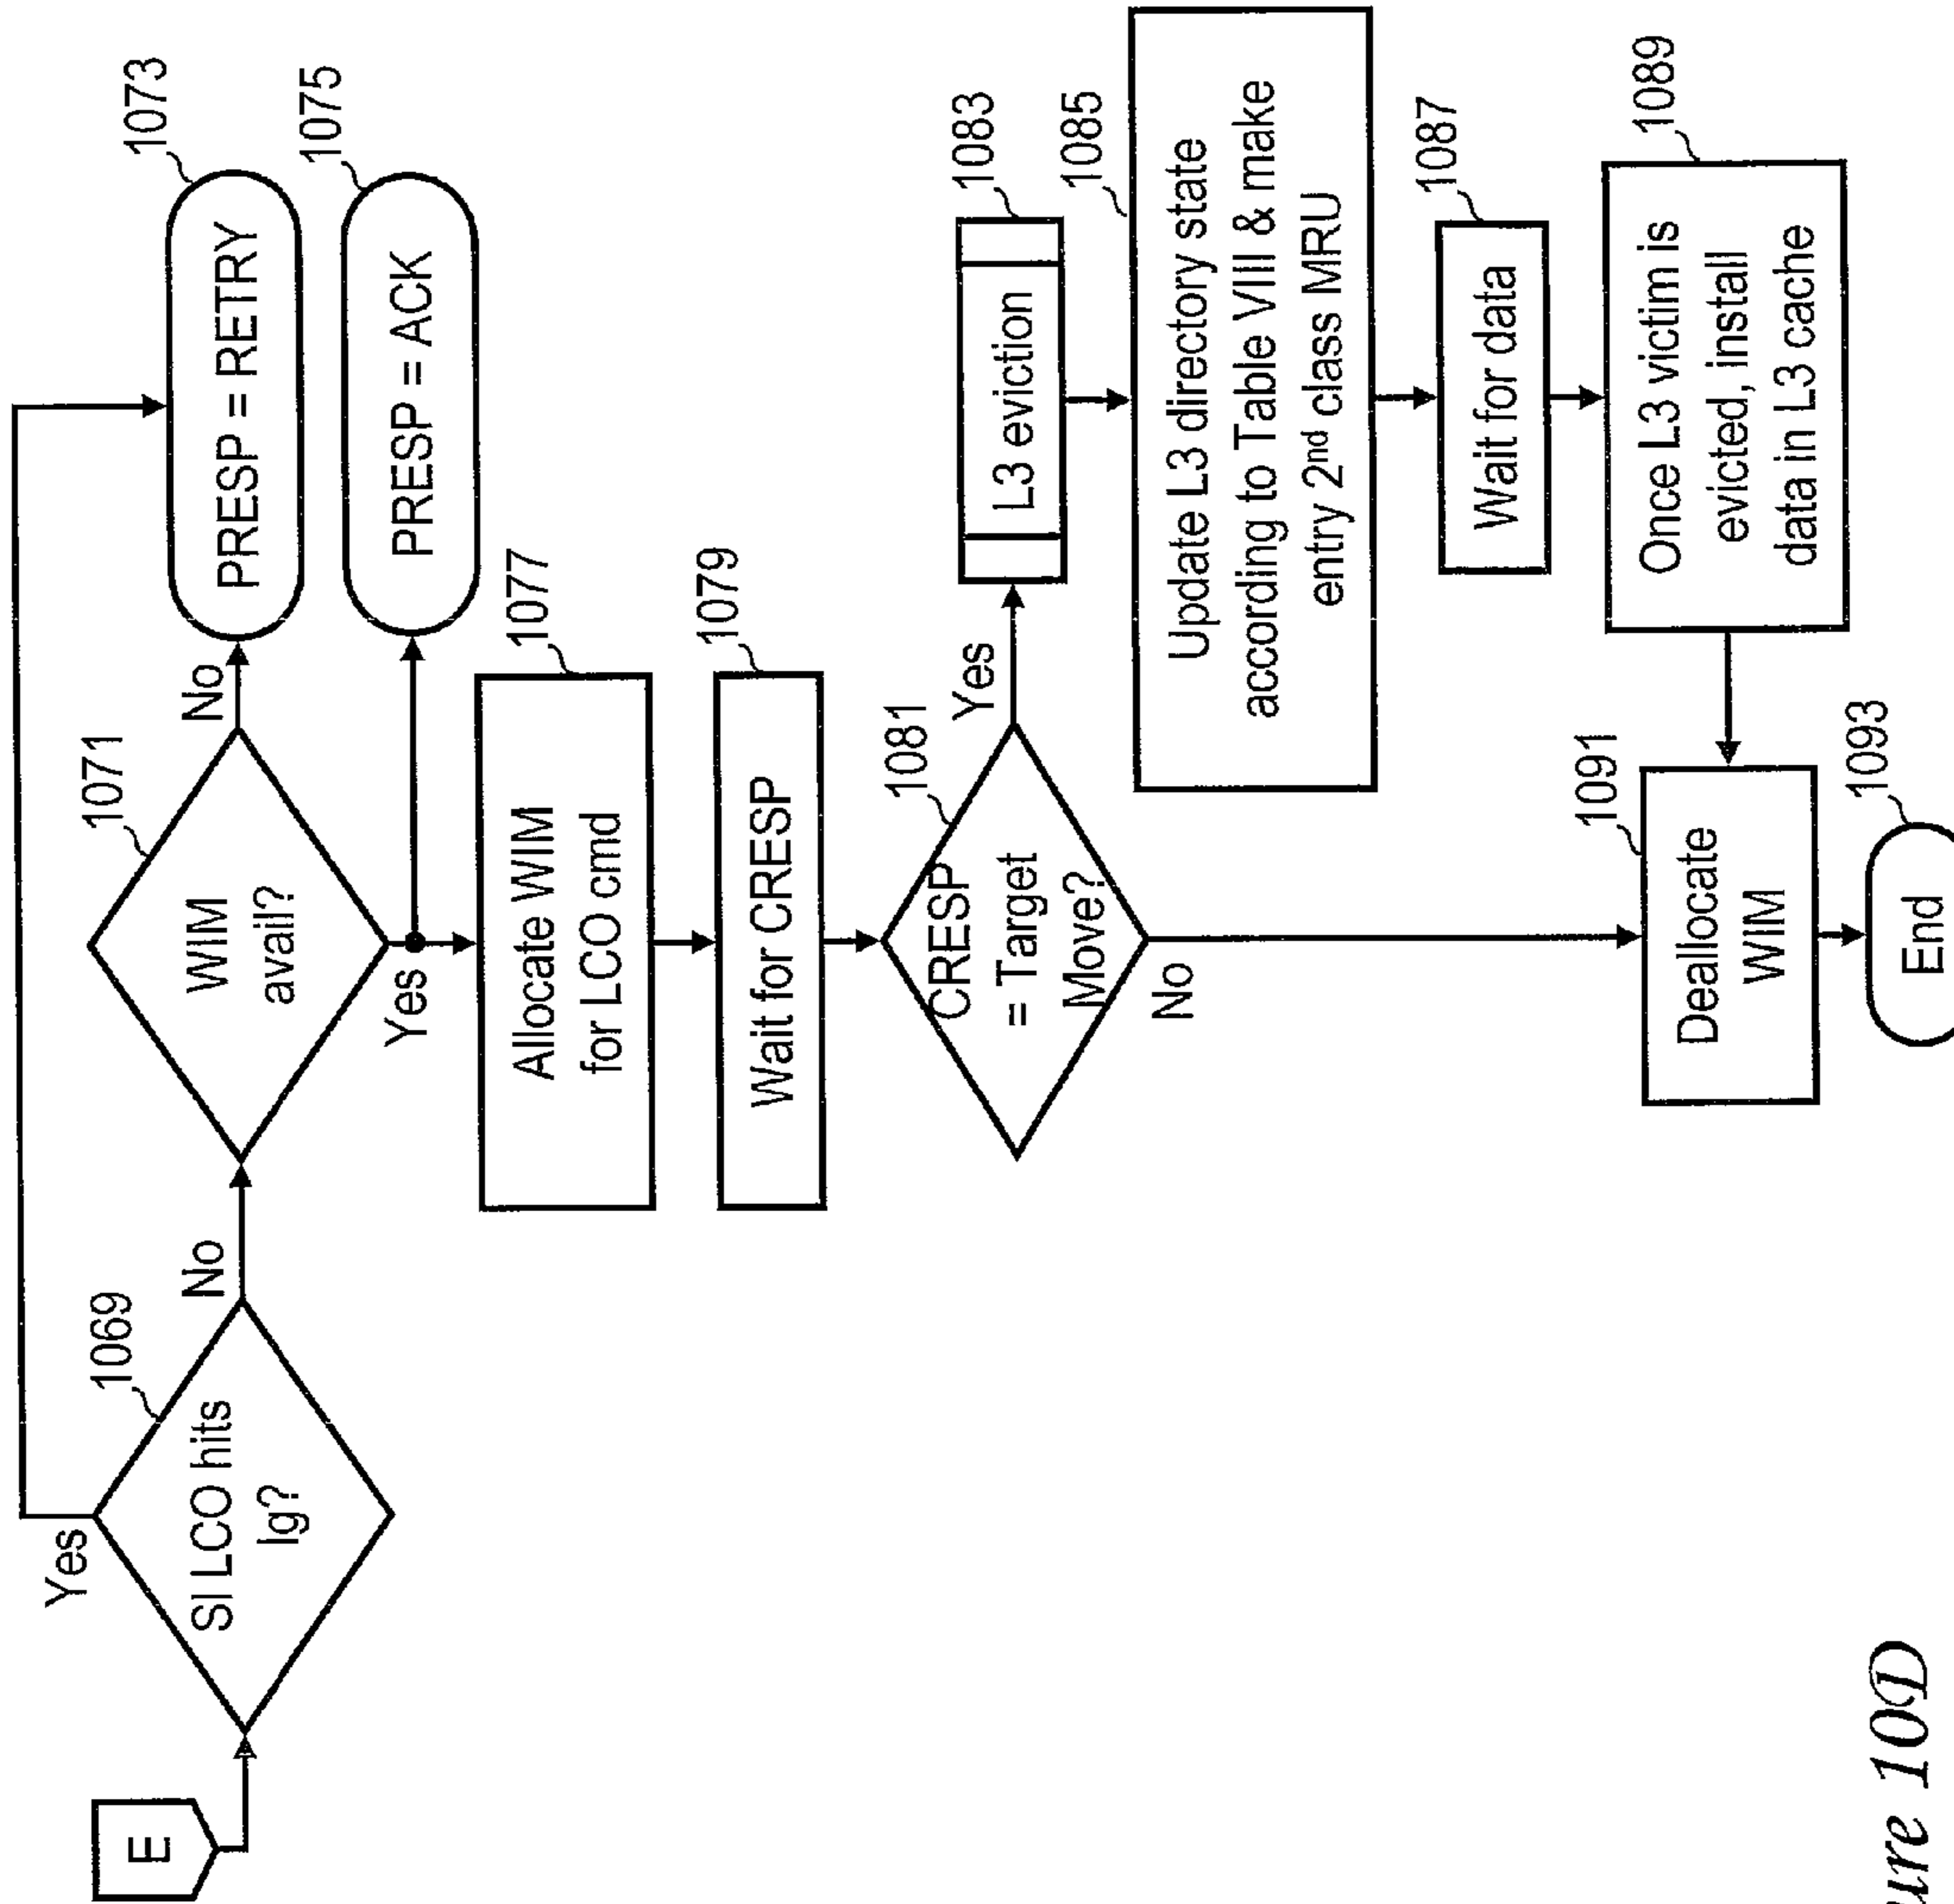 E
SI LCO hits
Ig?
1069
Yes
No
WIM
avail?
1071
No
Yes
PRESP = RETRY
1073
PRESP = ACK
1075
Allocate WIM
for LCO cmd
1077
Wait for CRESP
1079
CRESP
= Target
Move?
1081
Yes
No
L3 eviction
1083
Update L3 directory state
according to Table VIII & make
entry 2nd class MRU
1085
Wait for data
1087
Once L3 victim is
evicted, install
data in L3 cache
1089
Deallocate
WIM
1091
End
1093
ure 10D